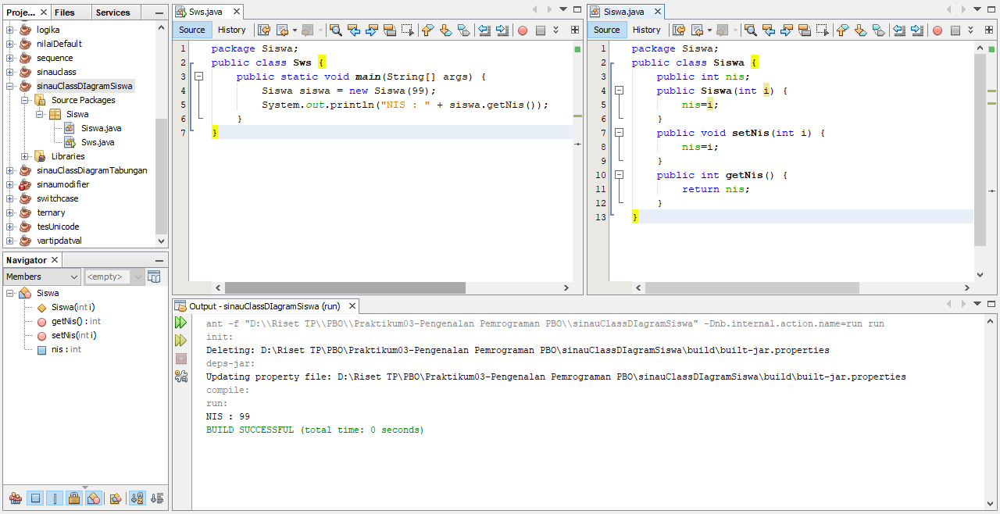 Proje... × Files Services
logika
nilaiDefault
sequence
sinauclass
sinauClassDIagramSiswa
Source Packages
Siswa
Siswa.java
Sws.java
Libraries
sinauClassDiagramTabungan
sinaumodifier
switchcase
ternary
tesUnicode
vartipdatval
Navigator ×
Members <empty>
Siswa
Siswa(int i)
getNis() : int
setNis(int i)
nis : int
Sws.java ×
Source History
1 package Siswa;
2 public class Sws {
3 public static void main(String[] args) {
4 Siswa siswa = new Siswa(99);
5 System.out.println("NIS : " + siswa.getNis());
6 }
7 }
Siswa.java ×
Source History
1 package Siswa;
2 public class Siswa {
3 public int nis;
4 public Siswa(int i) {
5 nis=i;
6 }
7 public void setNis(int i) {
8 nis=i;
9 }
10 public int getNis() {
11 return nis;
12 }
13 }
Output - sinauClassDIagramSiswa (run) ×
ant -f "D:\\Riset TP\\PBO\\Praktikum03-Pengenalan Pemrograman PBO\\sinauClassDIagramSiswa" -Dnb.internal.action.name=run run
init:
Deleting: D:\Riset TP\PBO\Praktikum03-Pengenalan Pemrograman PBO\sinauClassDIagramSiswa\build\built-jar.properties
deps-jar:
Updating property file: D:\Riset TP\PBO\Praktikum03-Pengenalan Pemrograman PBO\sinauClassDIagramSiswa\build\built-jar.properties
compile:
run:
NIS : 99
BUILD SUCCESSFUL (total time: 0 seconds)